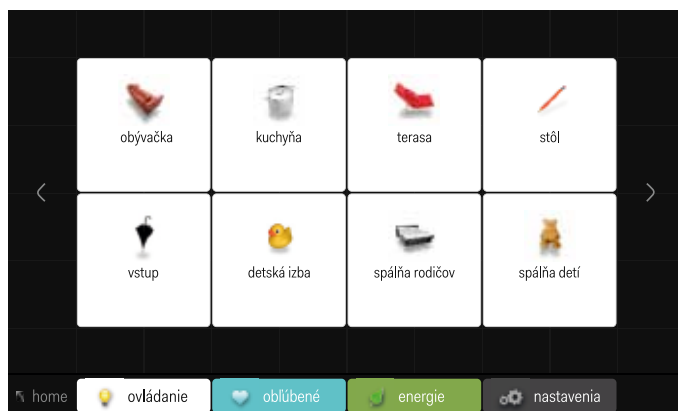 obývačka
kuchyňa
terasa
stôl
vstup
detská izba
spálňa rodičov
spálňa detí
home
ovládanie
obľúbené
energie
nastavenia